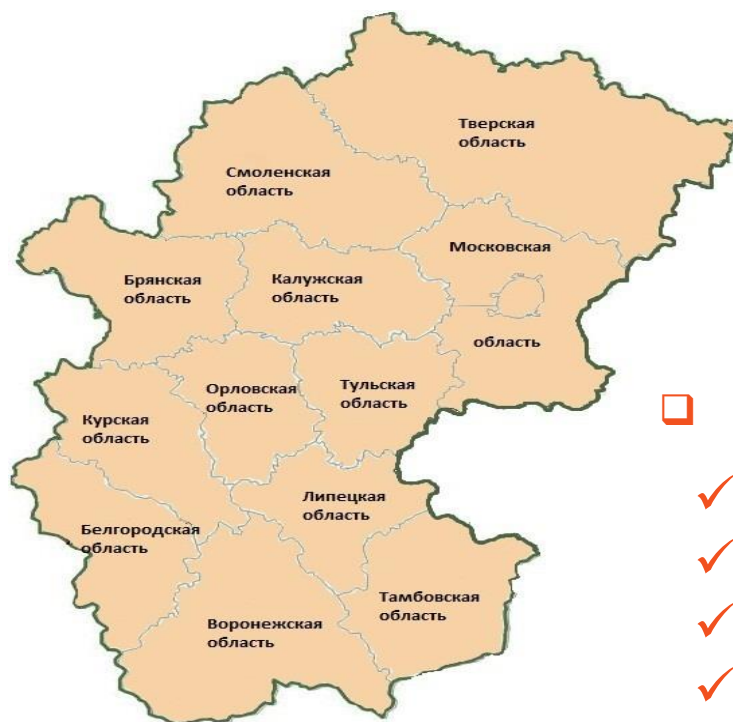 Тверская
область
Смоленская
область
Московская
область
Брянская
область
Калужская
область
Орловская
область
Тульская
область
Курская
область
Липецкая
область
Белгородская
область
Тамбовская
область
Воронежская
область